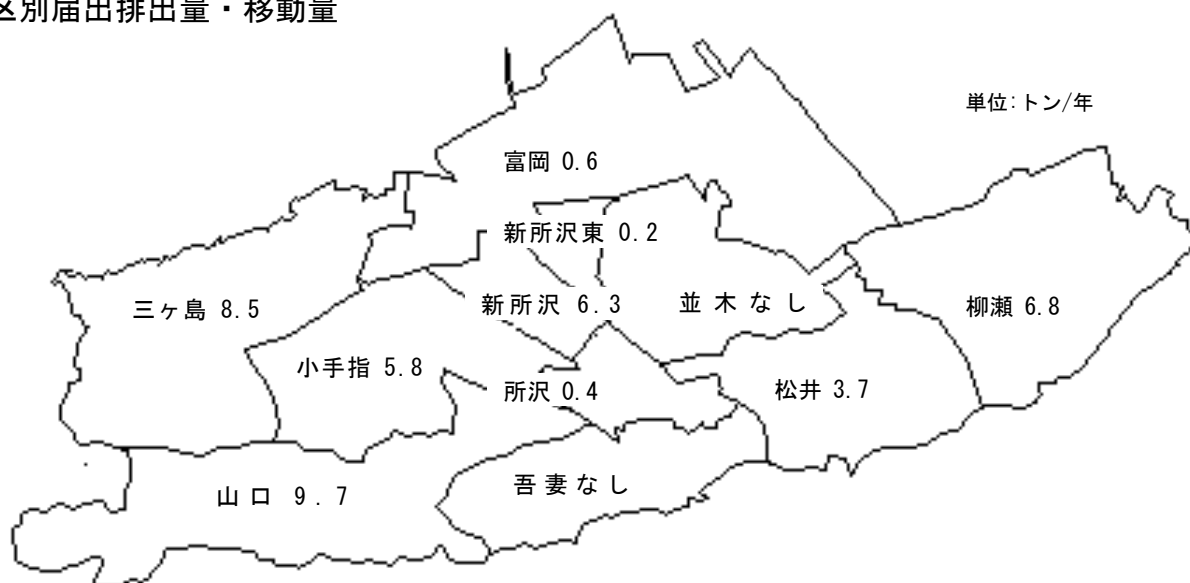 区別届出排出量・移動量
単位:トン/年
富岡 0.6
新所沢東 0.2
三ヶ島 8.5
新所沢 6.3
並木なし
柳瀬 6.8
小手指 5.8
所沢 0.4
松井 3.7
山口 9.7
吾妻なし